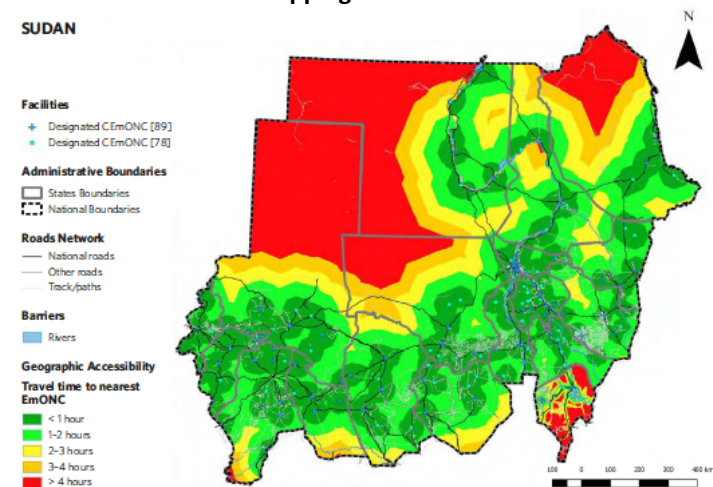 pping
SUDAN
N
Facilities
Designated CEmONC [89]
Designated CEmONC [78]
Administrative Boundaries
States Boundaries
National Boundaries
Roads Network
National roads
Other roads
Track/paths
Barriers
Rivers
Geographic Accessibility
Travel time to nearest
EmONC
< 1 hour
1-2 hours
2-3 hours
3-4 hours
> 4 hours
100 0 100 200 300 400 km